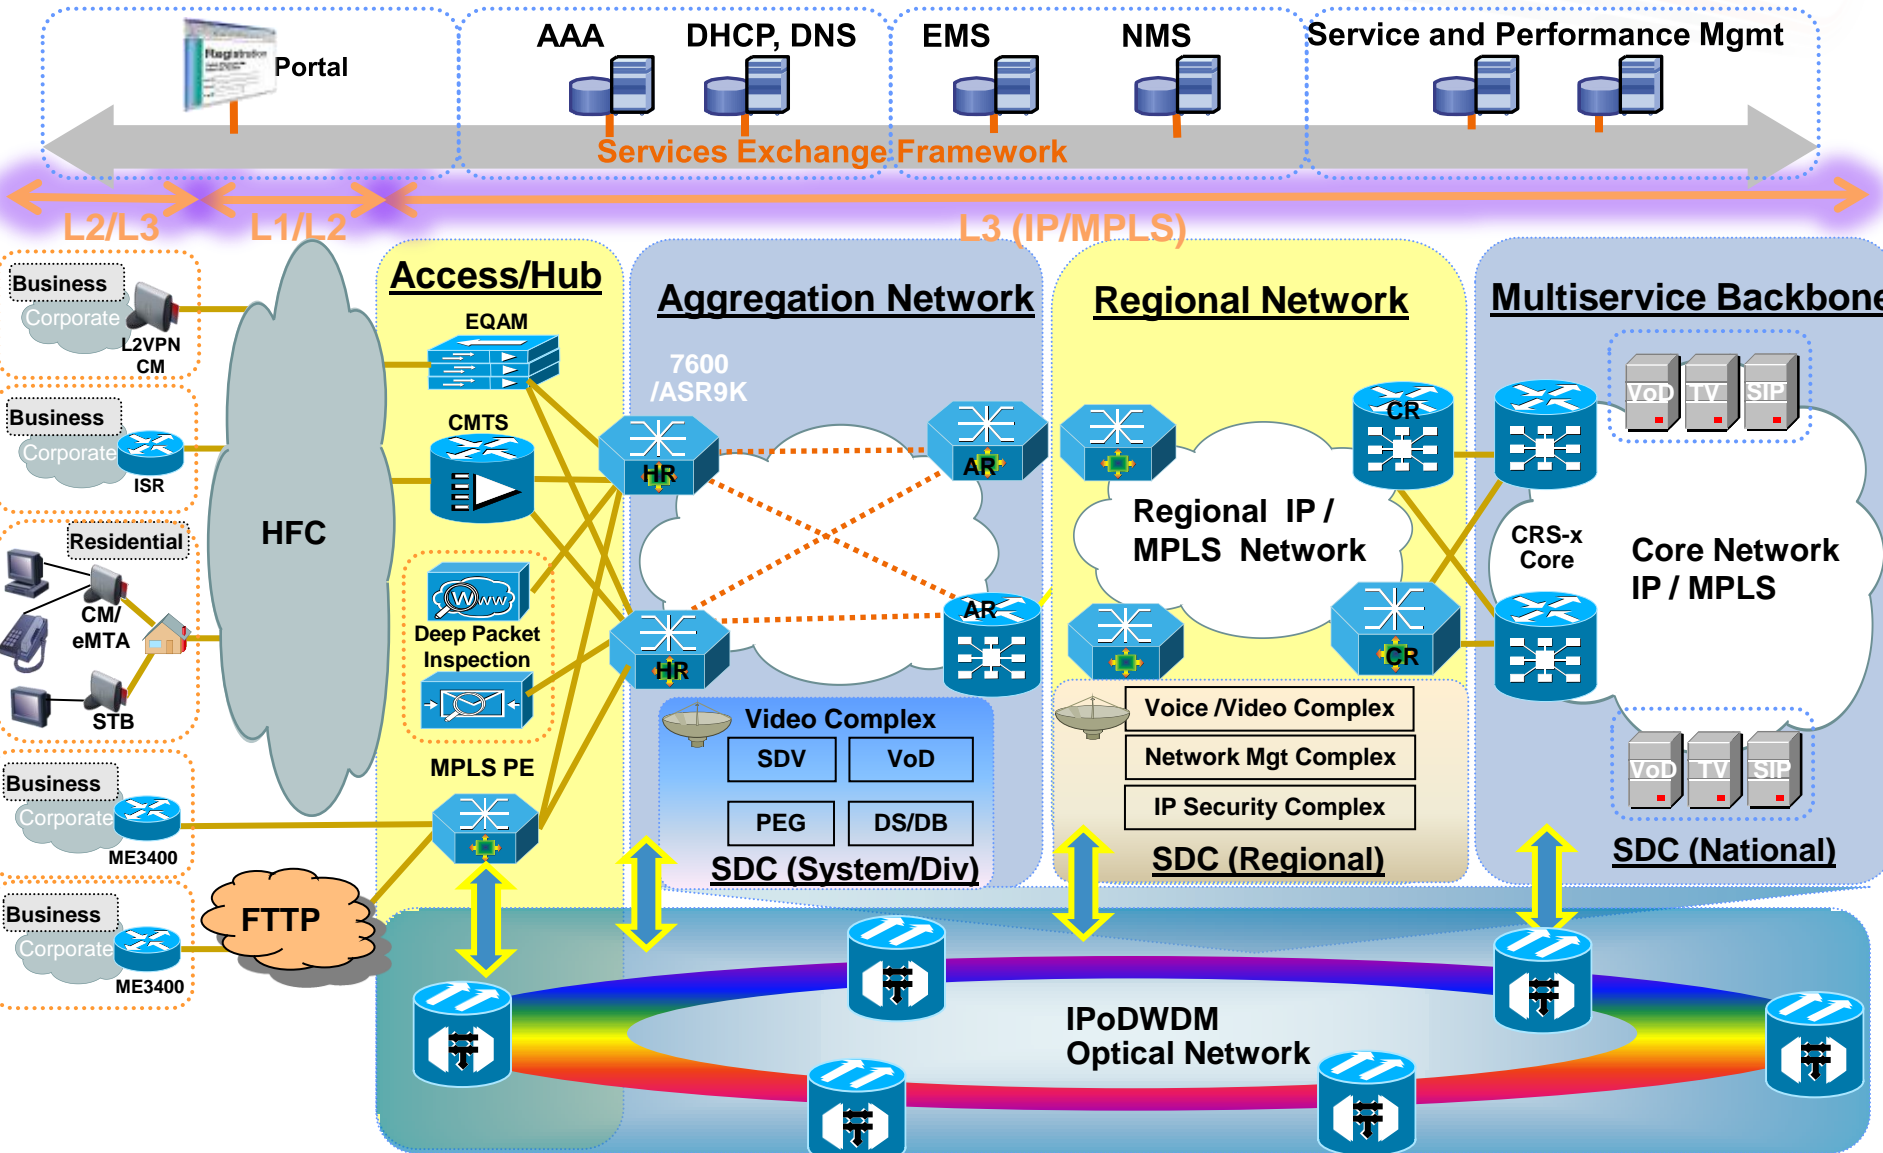 Registration
Portal
AAA
DHCP, DNS
EMS
NMS
Service and Performance Mgmt
Services Exchange Framework
L2/L3
L1/L2
L3 (IP/MPLS)
Business
Corporate
L2VPN
CM
Business
Corporate
ISR
Residential
CM/
eMTA
STB
Business
Corporate
ME3400
Business
Corporate
ME3400
HFC
FTTP
Access/Hub
EQAM
CMTS
Www
Deep Packet
Inspection
MPLS PE
Aggregation Network
7600
/ASR9K
HR
HR
AR
AR
Video Complex
SDV
VoD
PEG
DS/DB
SDC (System/Div)
Regional Network
CR
Regional IP /
MPLS Network
CR
Voice /Video Complex
Network Mgt Complex
IP Security Complex
SDC (Regional)
Multiservice Backbone
VoD
TV
SIP
CRS-x
Core
Core Network
IP / MPLS
VoD
TV
SIP
SDC (National)
IPoDWDM
Optical Network